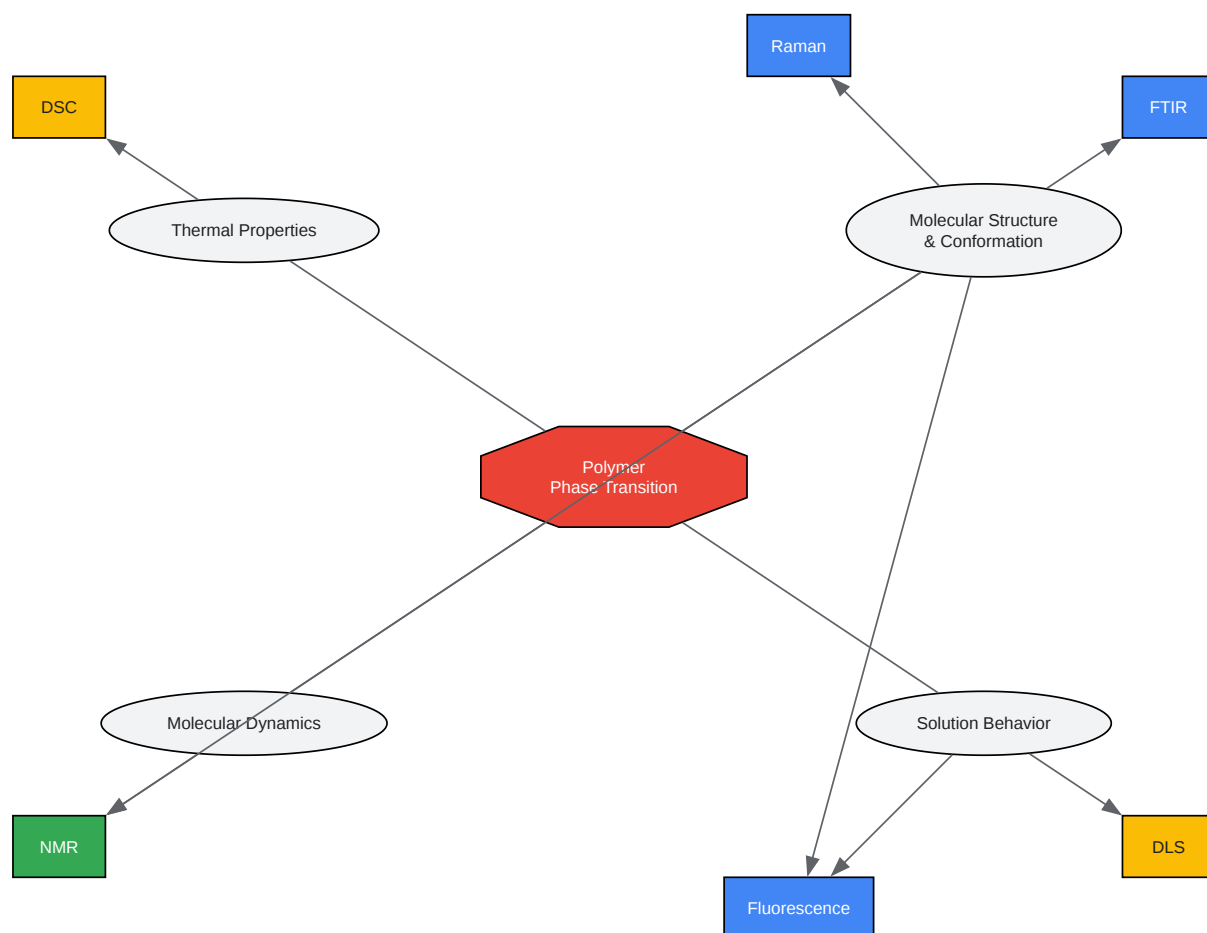 Raman
DSC
FTIR
Thermal Properties
Molecular Structure
& Conformation
Polymer
Phase Transition
Molecular Dynamics
Solution Behavior
NMR
DLS
Fluorescence